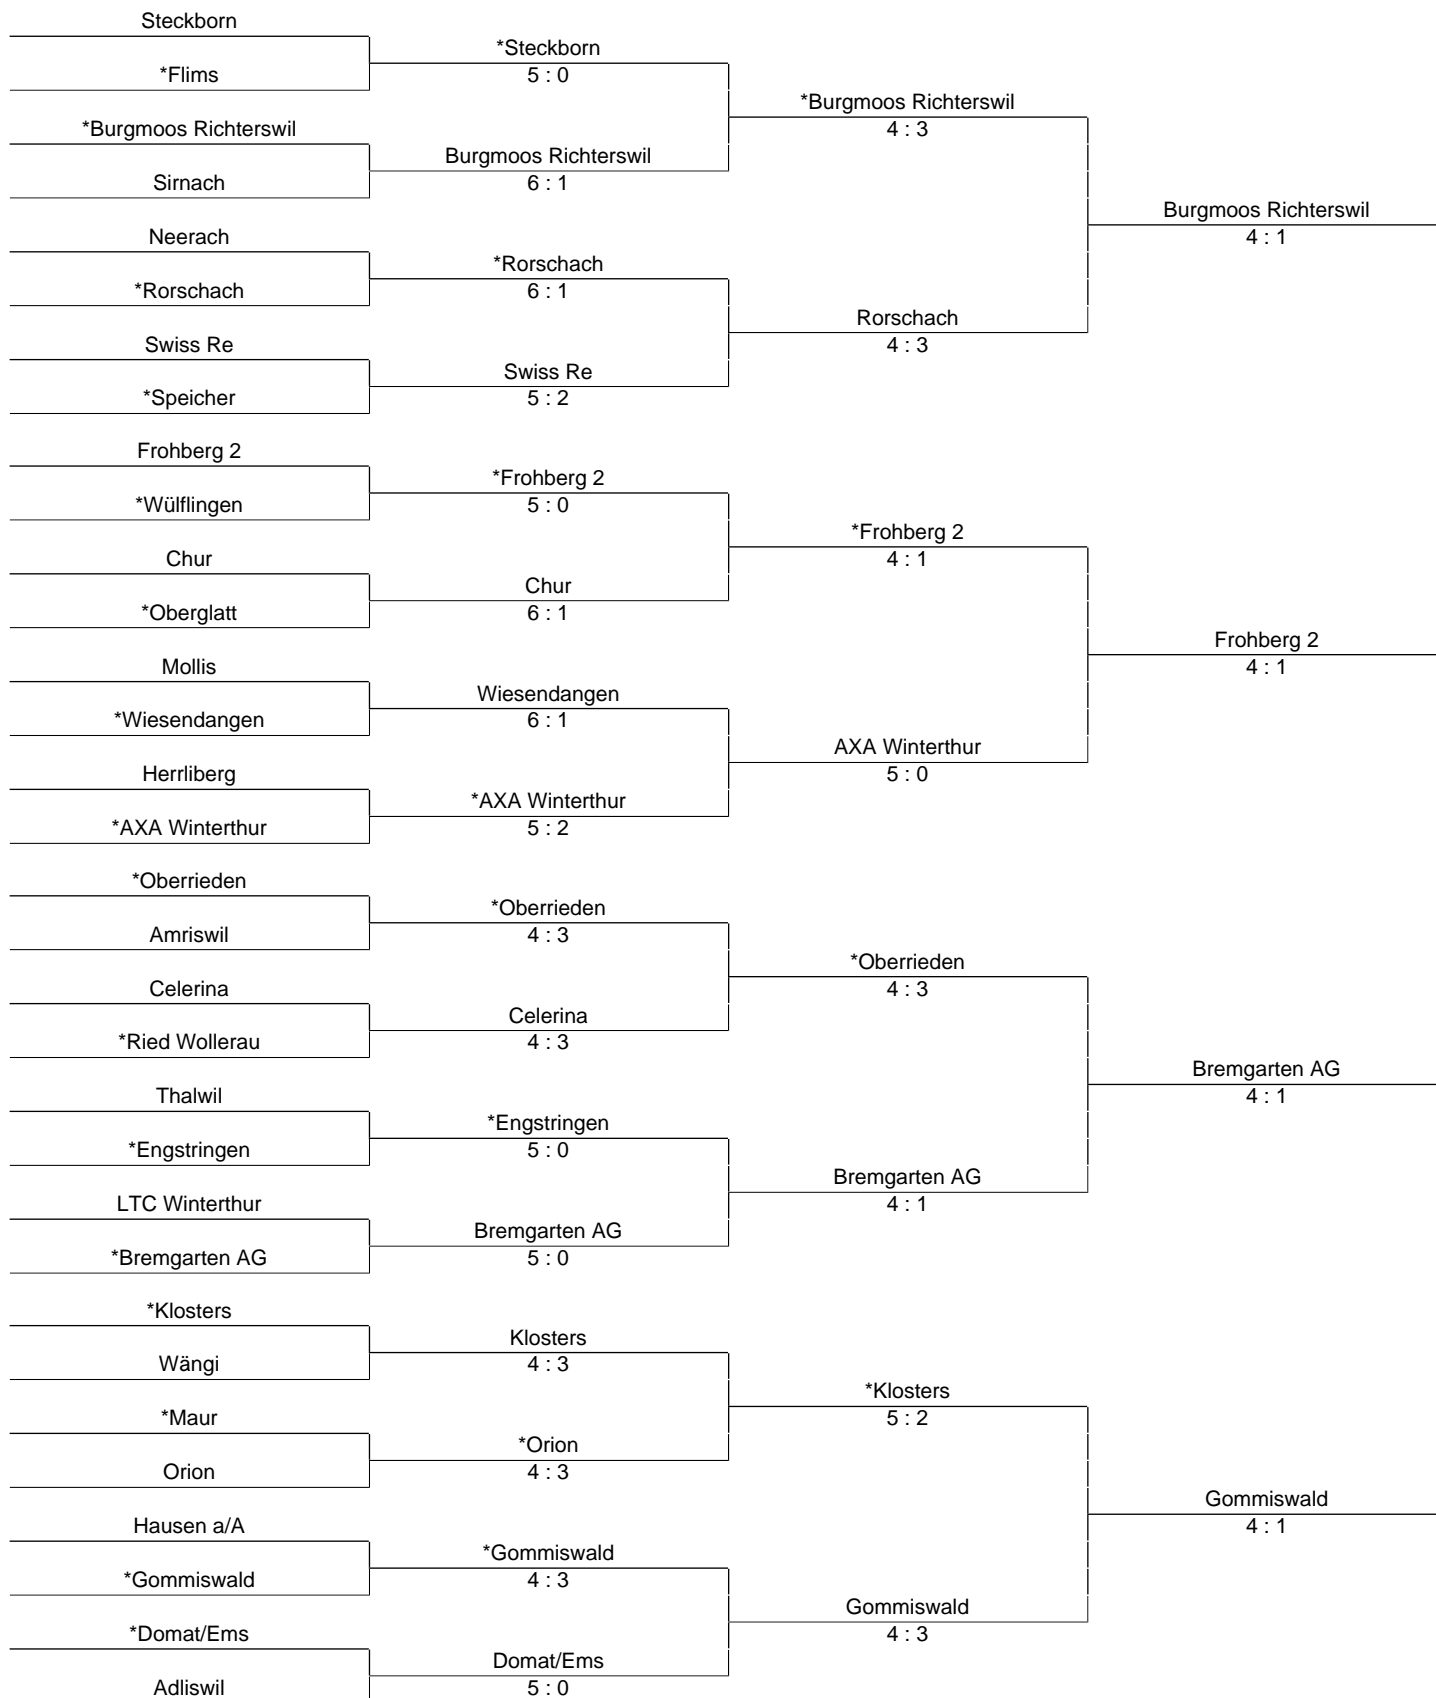 Steckborn
*Flims
*Burgmoos Richterswil
Sirnach
Neerach
*Rorschach
Swiss Re
*Speicher
Frohberg 2
*Wülflingen
Chur
*Oberglatt
Mollis
*Wiesendangen
Herrliberg
*AXA Winterthur
*Oberrieden
Amriswil
Celerina
*Ried Wollerau
Thalwil
*Engstringen
LTC Winterthur
*Bremgarten AG
*Klosters
Wängi
*Maur
Orion
Hausen a/A
*Gommiswald
*Domat/Ems
Adliswil
*Steckborn
5 : 0
Burgmoos Richterswil
6 : 1
*Rorschach
6 : 1
Swiss Re
5 : 2
*Frohberg 2
5 : 0
Chur
6 : 1
Wiesendangen
6 : 1
*AXA Winterthur
5 : 2
*Oberrieden
4 : 3
Celerina
4 : 3
*Engstringen
5 : 0
Bremgarten AG
5 : 0
Klosters
4 : 3
*Orion
4 : 3
*Gommiswald
4 : 3
Domat/Ems
5 : 0
*Burgmoos Richterswil
4 : 3
Rorschach
4 : 3
*Frohberg 2
4 : 1
AXA Winterthur
5 : 0
*Oberrieden
4 : 3
Bremgarten AG
4 : 1
*Klosters
5 : 2
Gommiswald
4 : 3
Burgmoos Richterswil
4 : 1
Frohberg 2
4 : 1
Bremgarten AG
4 : 1
Gommiswald
4 : 1